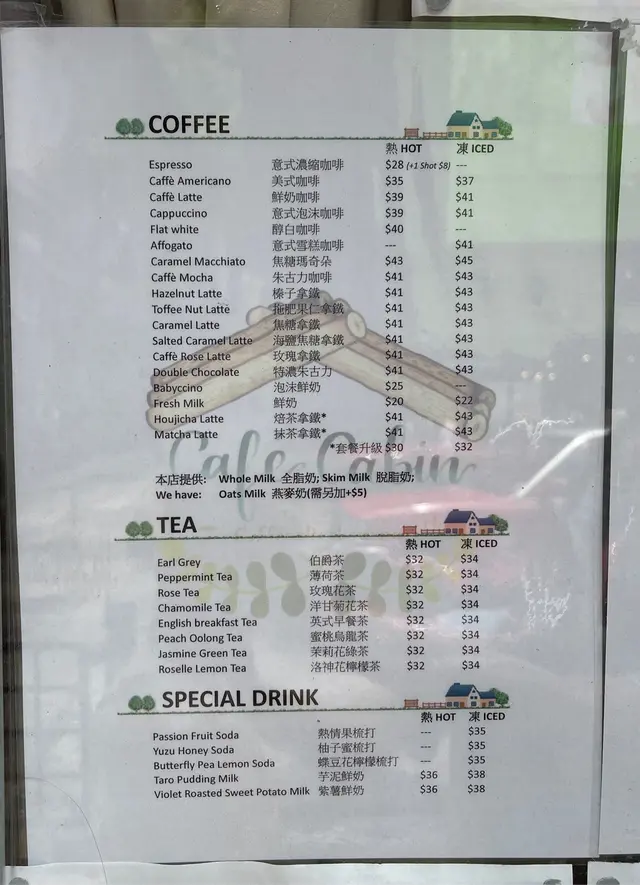 COFFEE
熱 HOT 凍 ICED
Espresso 意式濃縮咖啡 $28 (+1 Shot $8) ---
Caffè Americano 美式咖啡 $35 $37
Caffè Latte 鮮奶咖啡 $39 $41
Cappuccino 意式泡沫咖啡 $39 $41
Flat white 醇白咖啡 $40 ---
Affogato 意式雪糕咖啡 --- $41
Caramel Macchiato 焦糖瑪奇朵 $43 $45
Caffè Mocha 朱古力咖啡 $41 $43
Hazelnut Latte 榛子拿鐵 $41 $43
Toffee Nut Latte 拖肥果仁拿鐵 $41 $43
Caramel Latte 焦糖拿鐵 $41 $43
Salted Caramel Latte 海鹽焦糖拿鐵 $41 $43
Caffè Rose Latte 玫瑰拿鐵 $41 $43
Double Chocolate 特濃朱古力 $41 $43
Babyccino 泡沫鮮奶 $25 ---
Fresh Milk 鮮奶 $20 $22
Houjicha Latte 焙茶拿鐵* $41 $43
Matcha Latte 抹茶拿鐵* $41 $43
*套餐升級 $30 $32
Cafe Cabin
本店提供: Whole Milk 全脂奶; Skim Milk 脫脂奶;
We have: Oats Milk 燕麥奶(需另加+$5)
TEA
熱 HOT 凍 ICED
Earl Grey 伯爵茶 $32 $34
Peppermint Tea 薄荷茶 $32 $34
Rose Tea 玫瑰花茶 $32 $34
Chamomile Tea 洋甘菊花茶 $32 $34
English breakfast Tea 英式早餐茶 $32 $34
Peach Oolong Tea 蜜桃烏龍茶 $32 $34
Jasmine Green Tea 茉莉花綠茶 $32 $34
Roselle Lemon Tea 洛神花檸檬茶 $32 $34
SPECIAL DRINK
熱 HOT 凍 ICED
Passion Fruit Soda 熱情果梳打 --- $35
Yuzu Honey Soda 柚子蜜梳打 --- $35
Butterfly Pea Lemon Soda 蝶豆花檸檬梳打 --- $35
Taro Pudding Milk 芋泥鮮奶 $36 $38
Violet Roasted Sweet Potato Milk 紫薯鮮奶 $36 $38